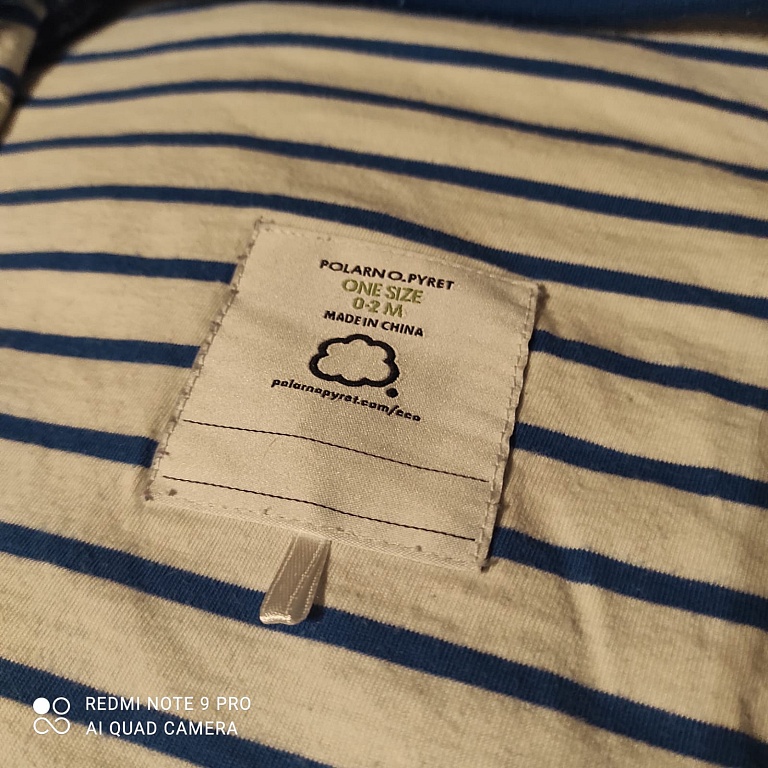 POLARN O. PYRET
ONE SIZE
0-2 M
MADE IN CHINA
polarnopyret.com/eco
REDMI NOTE 9 PRO
AI QUAD CAMERA